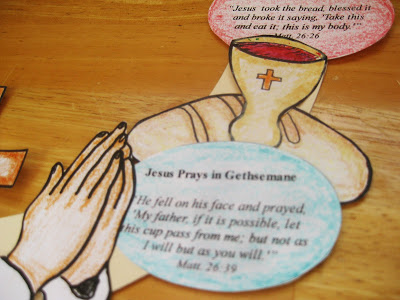 "Jesus took the bread, blessed it
and broke it saying, 'Take this
and eat it; this is my body.'"
Matt. 26:26
Jesus Prays in Gethsemane
"He fell on his face and prayed,
'My father, if it is possible, let
this cup pass from me; but not as
I will but as you will.'"
Matt. 26:39